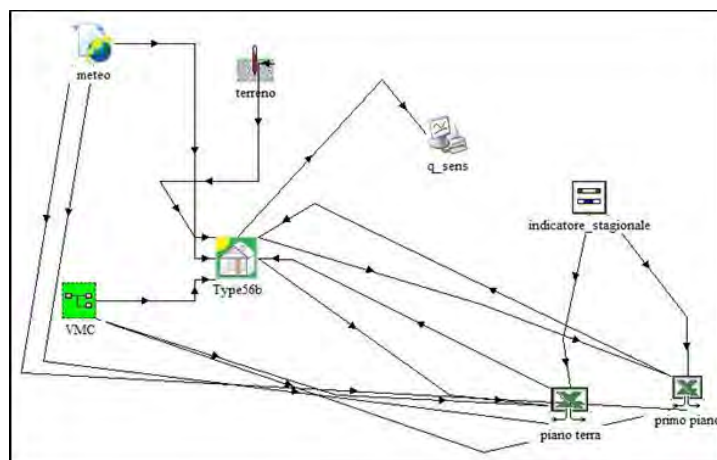 meteo
terreno
q_sens
indicatore_stagionale
Type56b
VMC
primo piano
piano terra